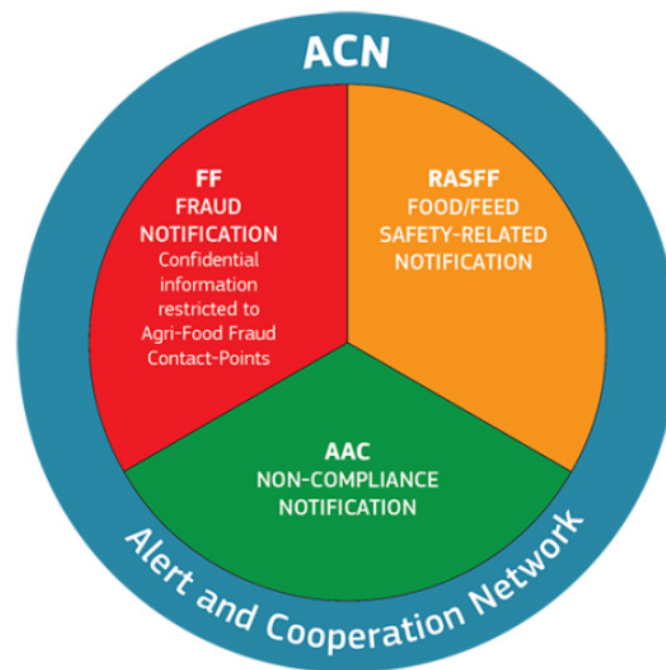 ACN
FF
FRAUD
NOTIFICATION
Confidential
information
restricted to
Agri-Food Fraud
Contact-Points
RASFF
FOOD/FEED
SAFETY-RELATED
NOTIFICATION
AAC
NON-COMPLIANCE
NOTIFICATION
Alert and Cooperation Network